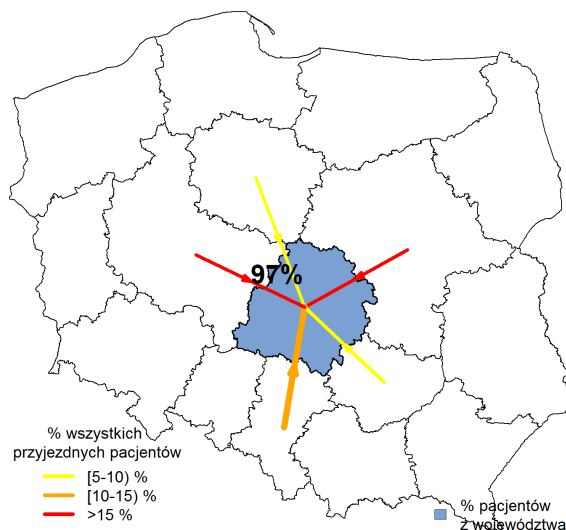 97%
% wszystkich
przyjezdnych pacjentów
[5-10) %
[10-15) %
>15 %
% pacjentów
z województwa